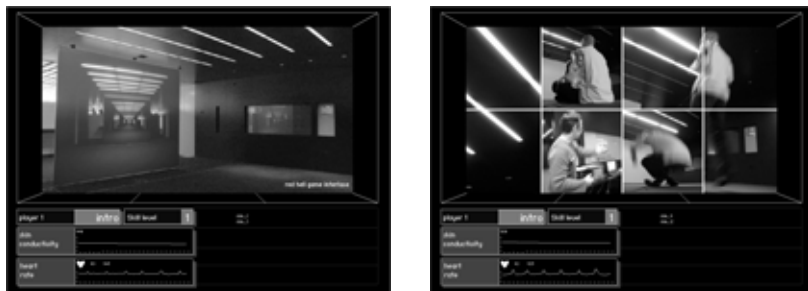 red hall game interface
player 1
intro
Skill level
1
skin
conductivity
heart
rate
player 1
intro
Skill level
1
skin
conductivity
heart
rate